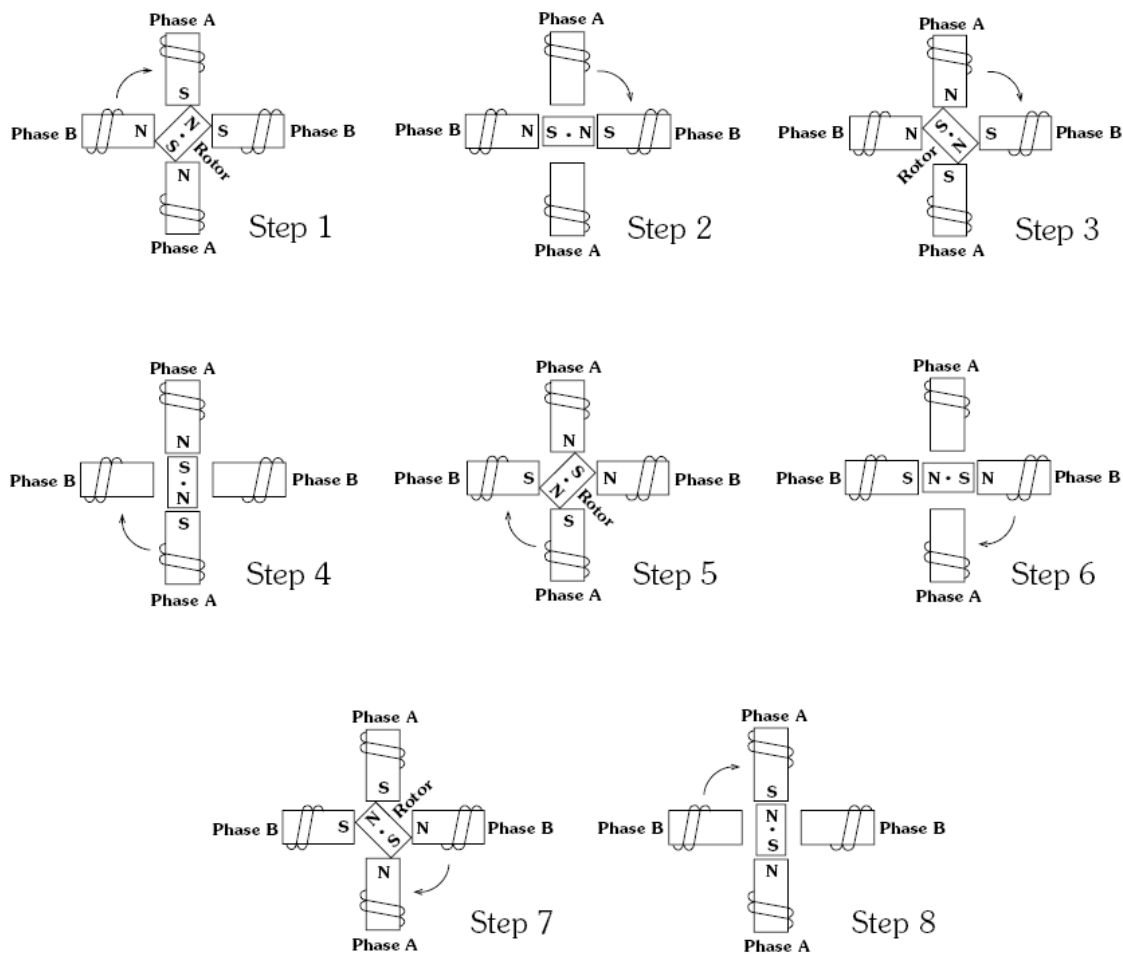 Phase A
S
Phase B N N S Phase B
S Rotor
N
Phase A
Step 1
Phase A
Phase B N S N S Phase B
Phase A
Step 2
Phase A
N
Phase B N S S Phase B
Rotor N
S
Phase A
Step 3
Phase A
N
Phase B S Phase B
N
S
Phase A
Step 4
Phase A
N
Phase B S S N Phase B
N Rotor
S
Phase A
Step 5
Phase A
Phase B S N S N Phase B
Phase A
Step 6
Phase A
S
Phase B S N Rotor N Phase B
S
N
Phase A
Step 7
Phase A
S
Phase B N Phase B
S
N
Phase A
Step 8